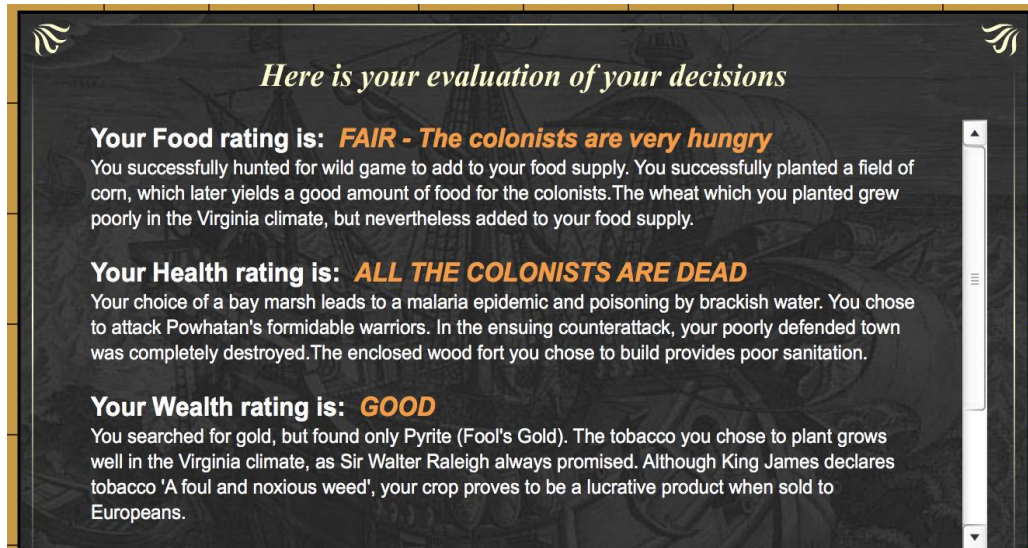 Here is your evaluation of your decisions
Your Food rating is: FAIR - The colonists are very hungry
You successfully hunted for wild game to add to your food supply. You successfully planted a field of
corn, which later yields a good amount of food for the colonists.The wheat which you planted grew
poorly in the Virginia climate, but nevertheless added to your food supply.
Your Health rating is: ALL THE COLONISTS ARE DEAD
Your choice of a bay marsh leads to a malaria epidemic and poisoning by brackish water. You chose
to attack Powhatan's formidable warriors. In the ensuing counterattack, your poorly defended town
was completely destroyed.The enclosed wood fort you chose to build provides poor sanitation.
Your Wealth rating is: GOOD
You searched for gold, but found only Pyrite (Fool's Gold). The tobacco you chose to plant grows
well in the Virginia climate, as Sir Walter Raleigh always promised. Although King James declares
tobacco 'A foul and noxious weed', your crop proves to be a lucrative product when sold to
Europeans.